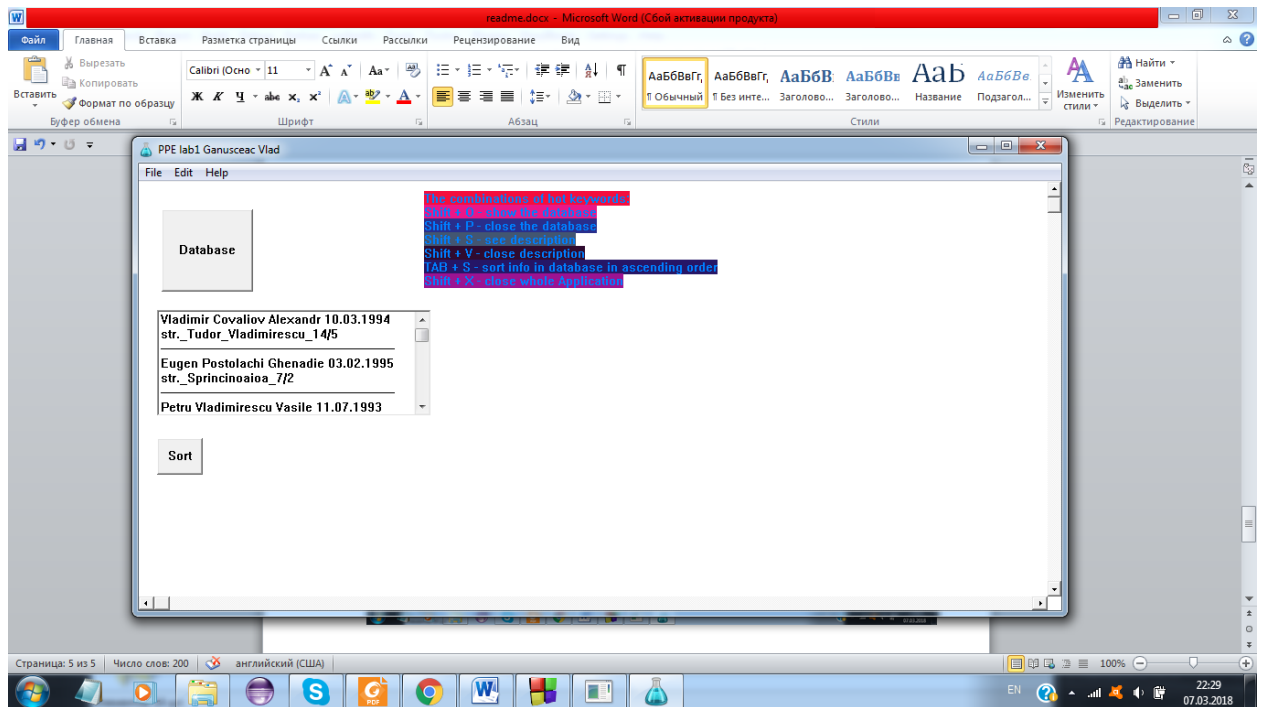 readme.docx - Microsoft Word (Сбой активации продукта)
Файл Главная Вставка Разметка страницы Ссылки Рассылки Рецензирование Вид
Вставить
Вырезать
Копировать
Формат по образцу
Буфер обмена
Calibri (Осно 11
Ж К Ч abc x, x²
Шрифт
Абзац
АаБбВвГг, АаБбВвГг, АаБбВ: АаБбВв АаЬ АаБбВв.
¶ Обычный ¶ Без инте... Заголово... Заголово... Название Подзагол...
Изменить
стили
Стили
Найти
Заменить
Выделить
Редактирование
PPE lab1 Ganusceac Vlad
File Edit Help
Database
The combinations of hot keywords:
Shift + O - show the database
Shift + P - close the database
Shift + S - see description
Shift + V - close description
TAB + S - sort info in database in ascending order
Shift + X - close whole Application
Vladimir Covaliov Alexandr 10.03.1994
str._Tudor_Vladimirescu_14/5
Eugen Postolachi Ghenadie 03.02.1995
str._Sprincinoaioa_7/2
Petru Vladimirescu Vasile 11.07.1993
Sort
Страница: 5 из 5 Число слов: 200 английский (США) 100%
EN
22:29
07.03.2018